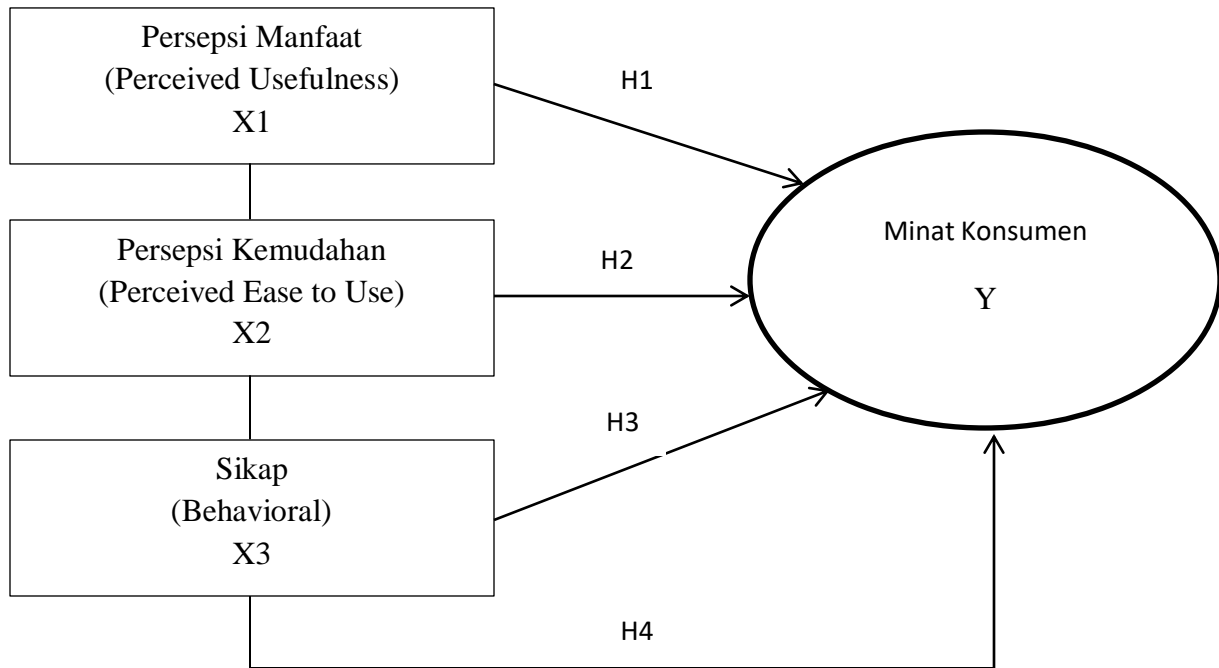 Persepsi Manfaat
(Perceived Usefulness)
X1
H1
Persepsi Kemudahan
(Perceived Ease to Use)
X2
H2
Sikap
(Behavioral)
X3
H3
H4
Minat Konsumen
Y